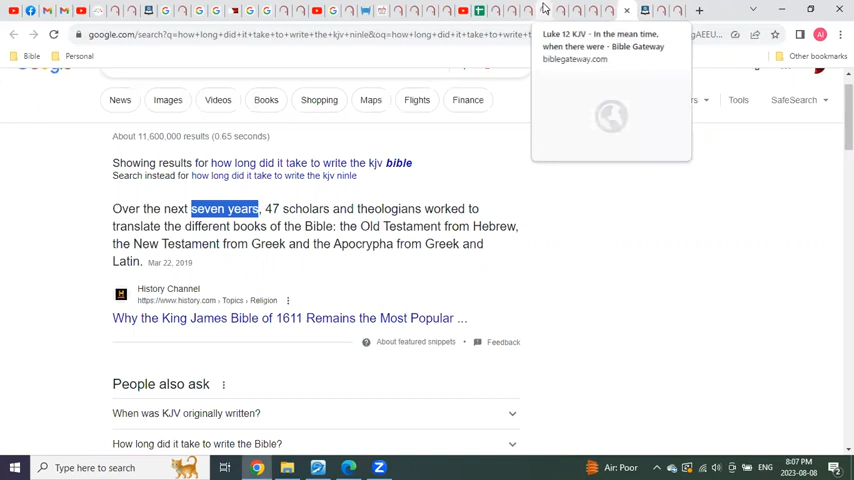 google.com/search?q=how+long+did+it+take+to+write+the+kjv+ninle&oq=how+long+did+it+take+to+write+t
Luke 12 KJV - In the mean time,
when there were - Bible Gateway
biblegateway.com
Bible
Personal
Other bookmarks
News
Images
Videos
Books
Shopping
Maps
Flights
Finance
Tools
SafeSearch
About 11,600,000 results (0.65 seconds)
Showing results for how long did it take to write the kjv bible
Search instead for how long did it take to write the kjv ninle
Over the next seven years, 47 scholars and theologians worked to
translate the different books of the Bible: the Old Testament from Hebrew,
the New Testament from Greek and the Apocrypha from Greek and
Latin. Mar 22, 2019
History Channel
https://www.history.com › Topics › Religion
Why the King James Bible of 1611 Remains the Most Popular ...
About featured snippets • Feedback
People also ask
When was KJV originally written?
How long did it take to write the Bible?
Type here to search
Air: Poor
ENG
8:07 PM
2023-08-08
2